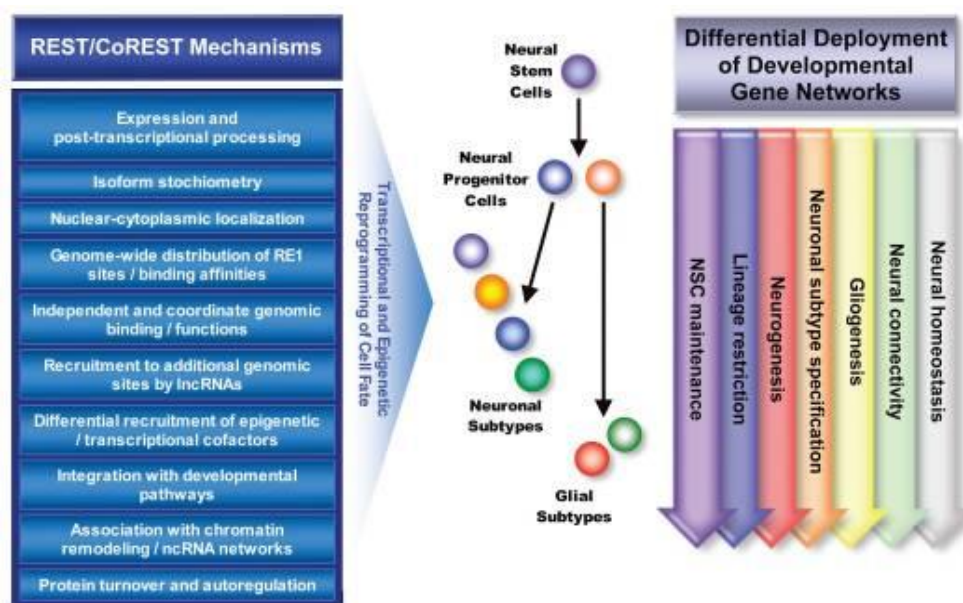 REST/CoREST Mechanisms
Expression and
post-transcriptional processing
Isoform stochiometry
Nuclear-cytoplasmic localization
Genome-wide distribution of RE1
sites / binding affinities
Independent and coordinate genomic
binding / functions
Recruitment to additional genomic
sites by lncRNAs
Differential recruitment of epigenetic
/ transcriptional cofactors
Integration with developmental
pathways
Association with chromatin
remodeling / ncRNA networks
Protein turnover and autoregulation
Transcriptional and Epigenetic
Reprogramming of Cell Fate
Neural
Stem
Cells
Neural
Progenitor
Cells
Neuronal
Subtypes
Glial
Subtypes
Differential Deployment
of Developmental
Gene Networks
NSC maintenance
Lineage restriction
Neurogenesis
Neuronal subtype specification
Gliogenesis
Neural connectivity
Neural homeostasis